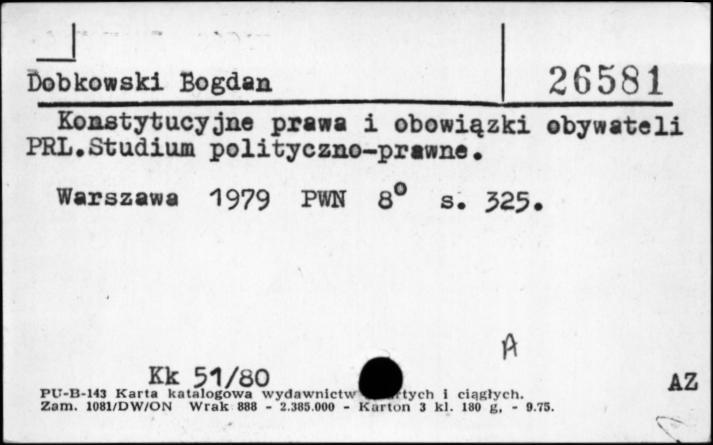 Dobkowski Bogdan
26581
Konstytucyjne prawa i obowiązki obywateli
PRL.Studium polityczno-prawne.
Warszawa 1979 PWN 8° s. 325.
A
Kk 51/80
AZ
PU-B-143 Karta katalogowa wydawnictw i ciągłych.
Zam. 1081/DW/ON Wrak 888 - 2.385.000 - Karton 3 kl. 180 g, - 9.75.